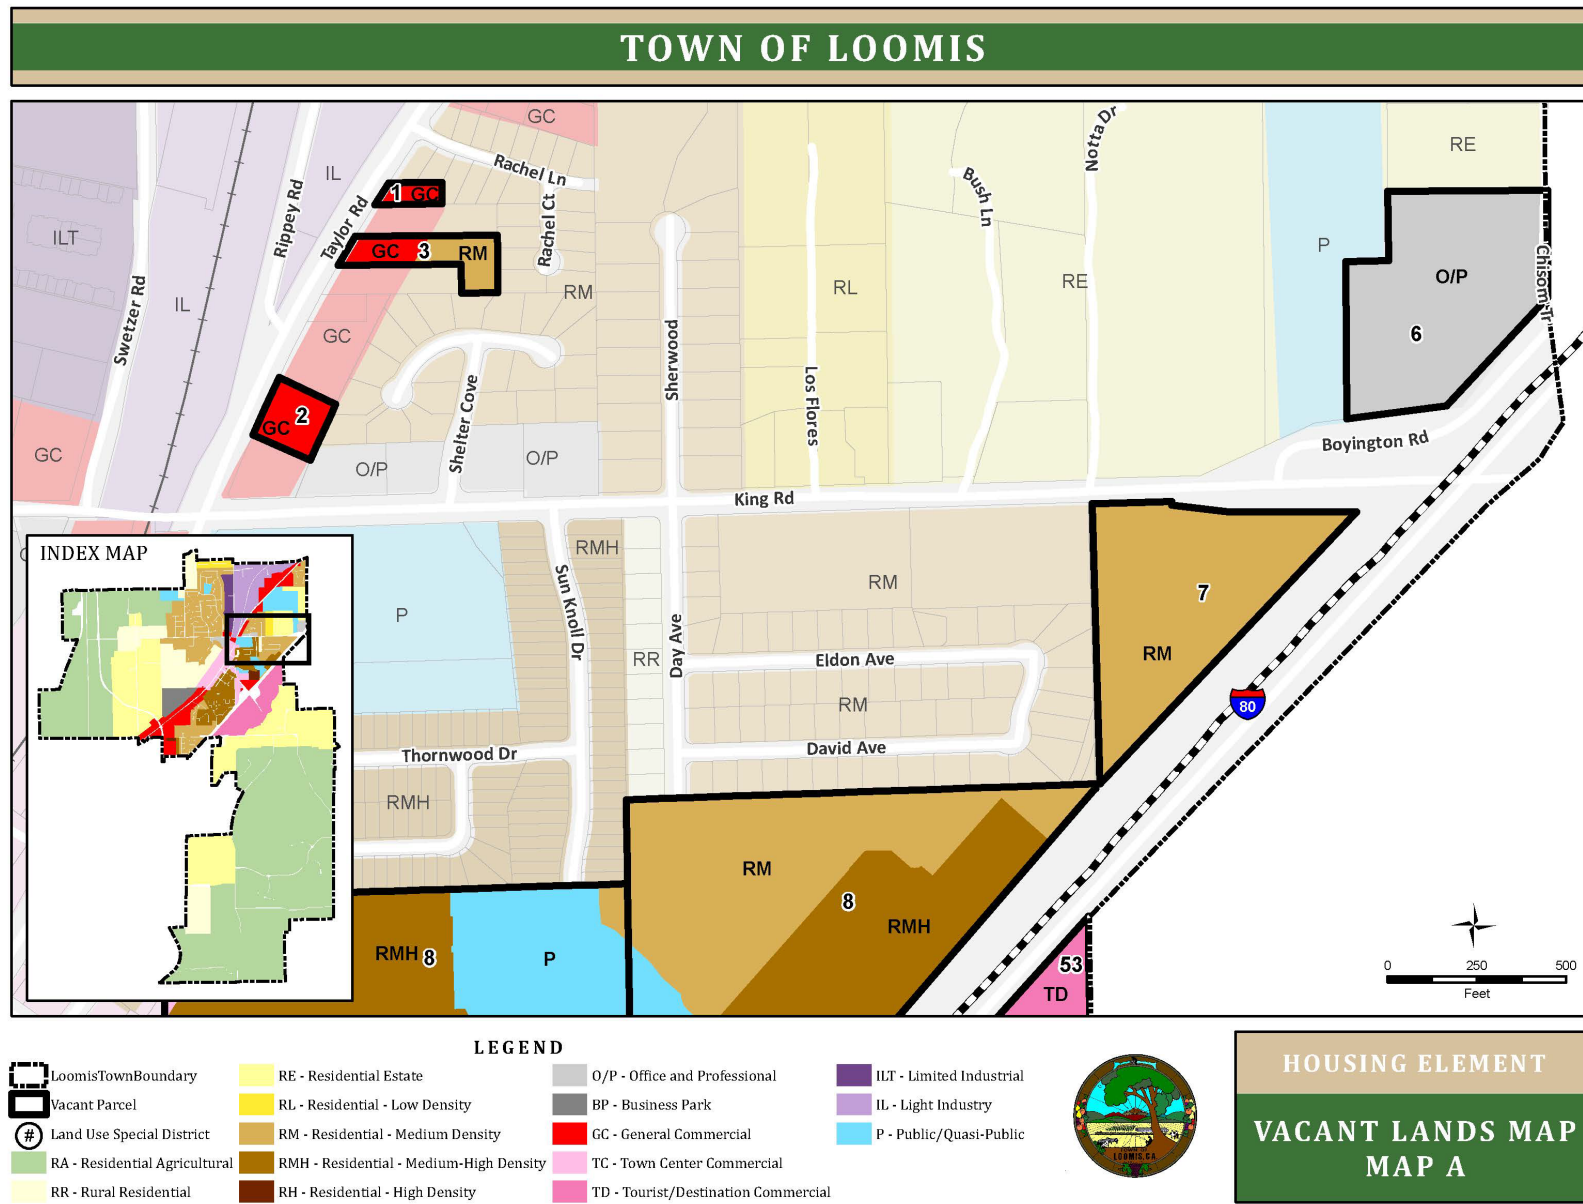 TOWN OF LOOMIS
GC
Rachel Ln
Notta Dr
RE
IL
1 GC
Rippey Rd
Taylor Rd
Rachel Ct
Bush Ln
ILT
GC 3 RM
P
O/P
Chisom Tr
IL
RM
RL
RE
Swetzer Rd
GC
Sherwood
6
Los Flores
Shelter Cove
2
GC
GC
O/P
O/P
Boyington Rd
King Rd
RMH
Sun Knoll Dr
RM
7
P
Day Ave
RR
Eldon Ave
RM
RM
80
David Ave
Thornwood Dr
RMH
RM
8
RMH
RMH 8
P
53
TD
INDEX MAP
0 250 500
Feet
LEGEND
LoomisTownBoundary
Vacant Parcel
# Land Use Special District
RA - Residential Agricultural
RR - Rural Residential
RE - Residential Estate
RL - Residential - Low Density
RM - Residential - Medium Density
RMH - Residential - Medium-High Density
RH - Residential - High Density
O/P - Office and Professional
BP - Business Park
GC - General Commercial
TC - Town Center Commercial
TD - Tourist/Destination Commercial
ILT - Limited Industrial
IL - Light Industry
P - Public/Quasi-Public
TOWN OF
LOOMIS, CA
HOUSING ELEMENT
VACANT LANDS MAP
MAP A